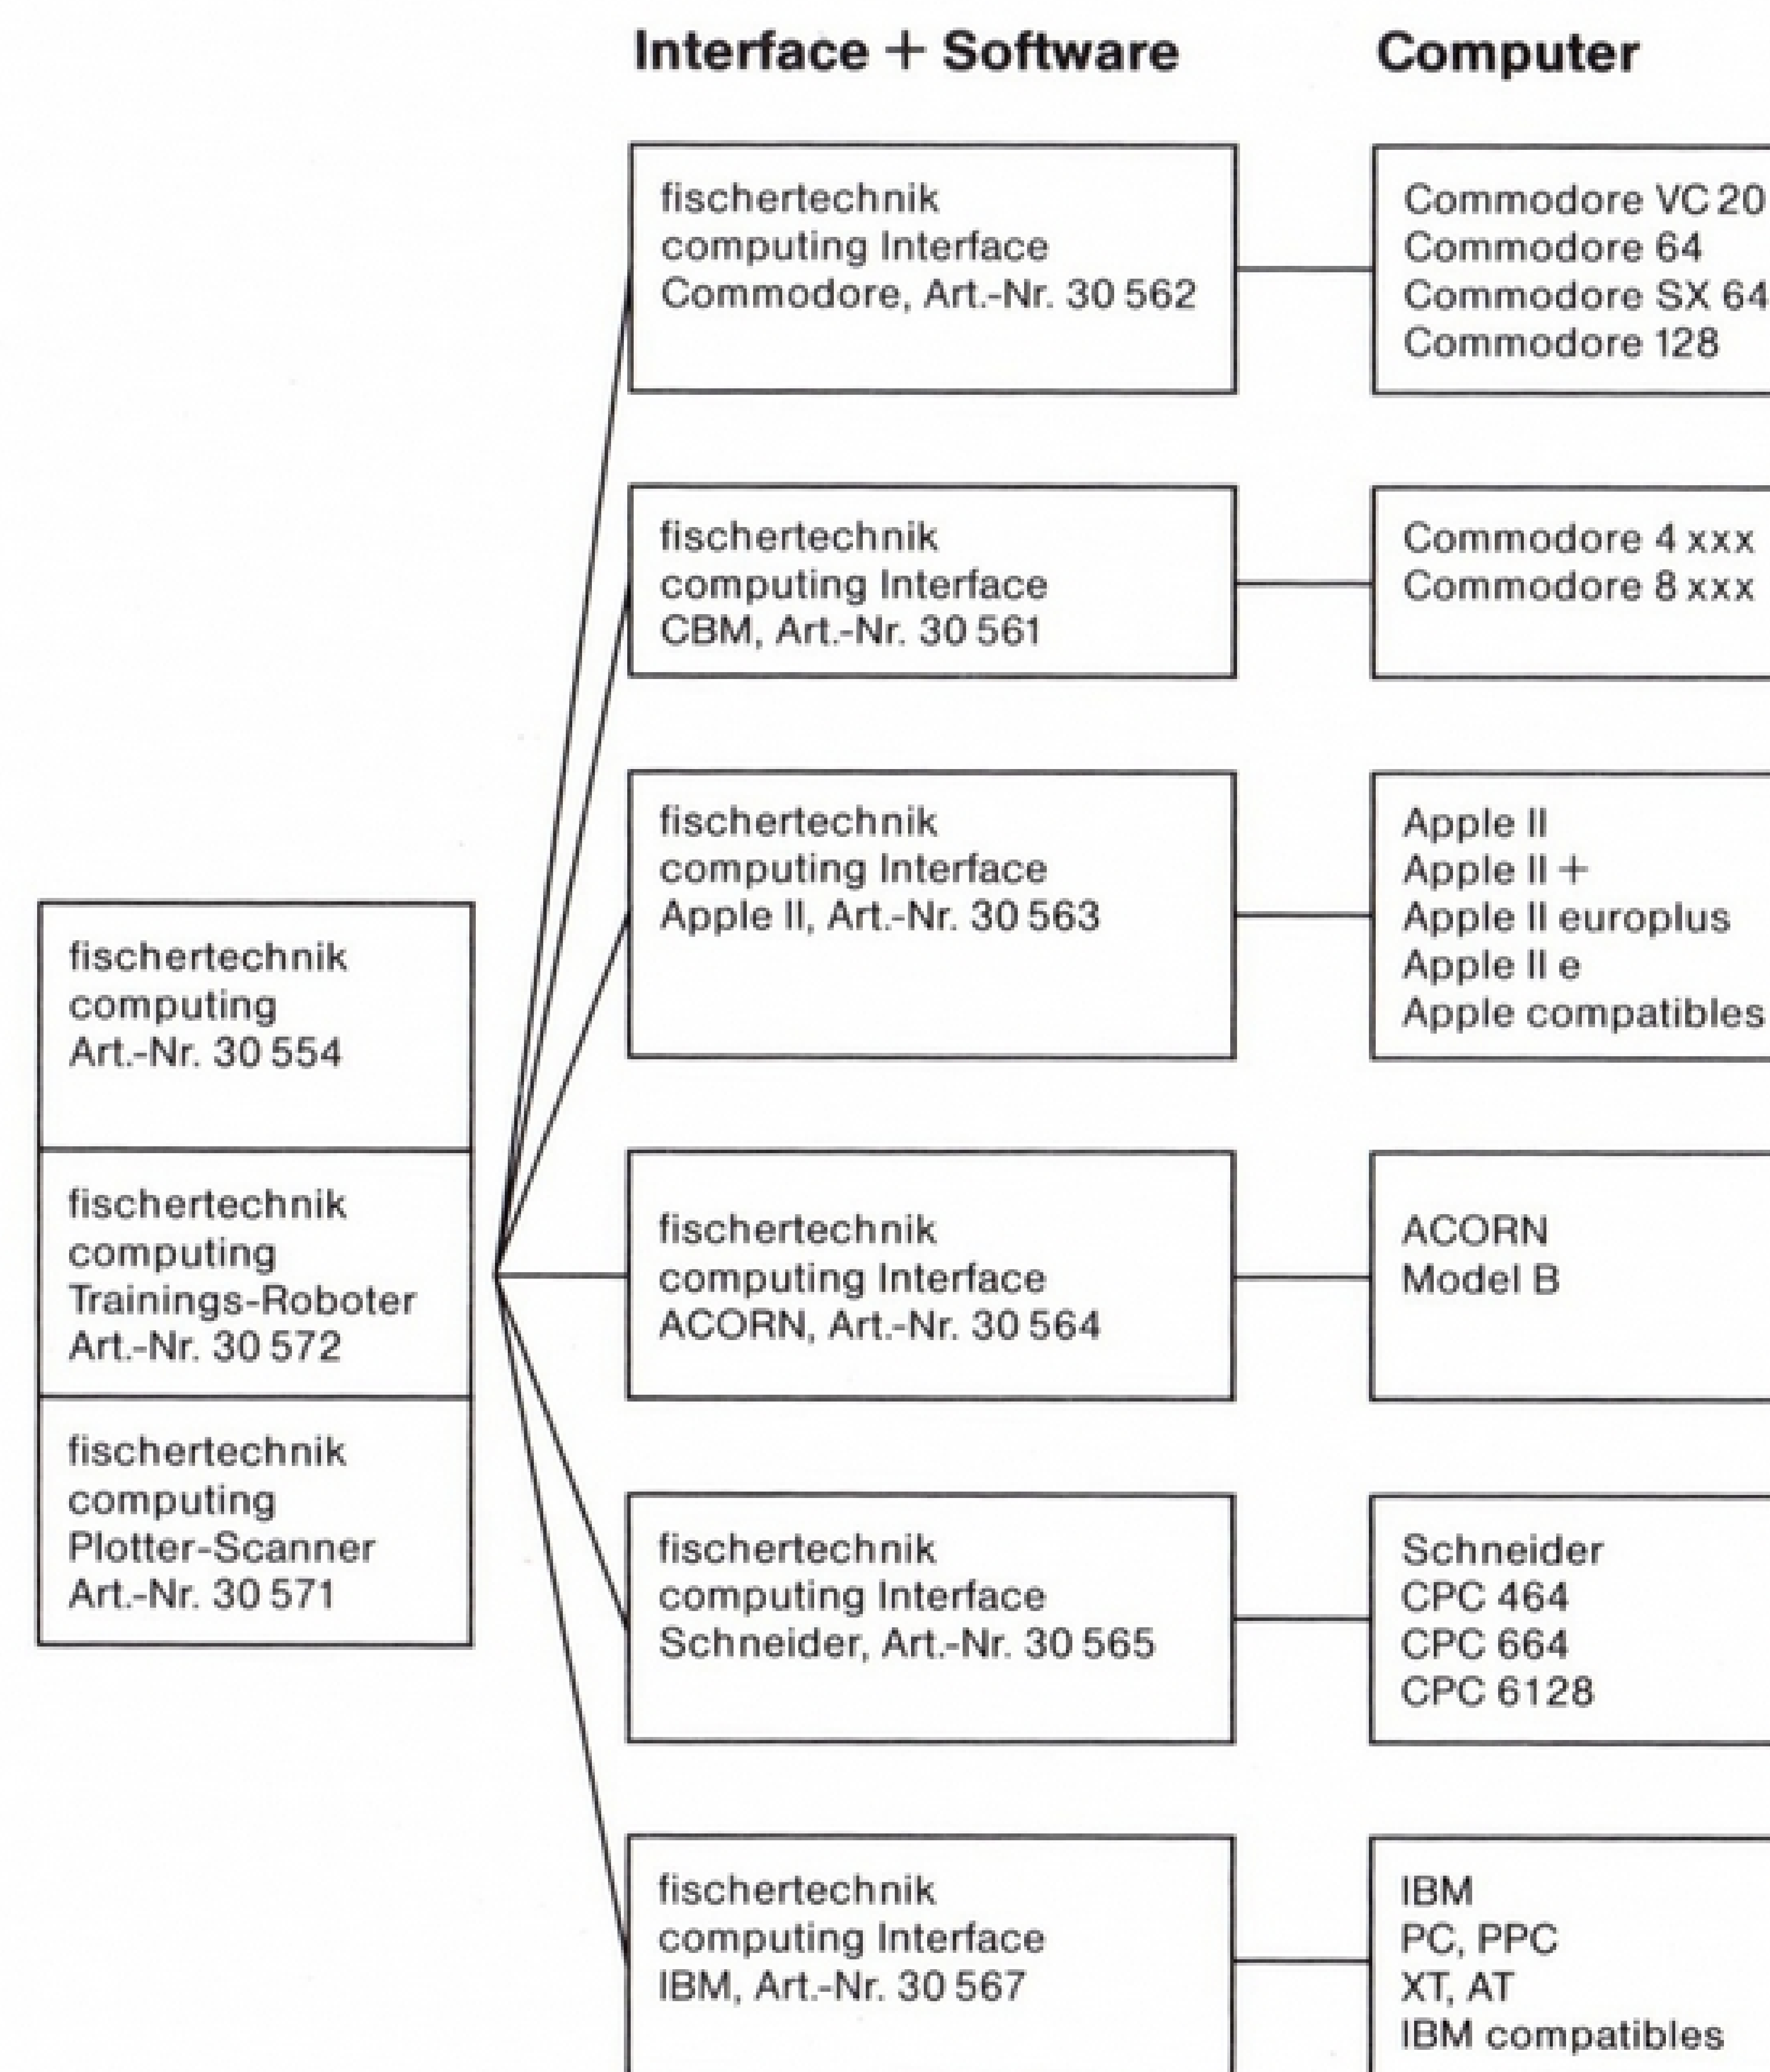 Interface + Software
Computer
fischertechnik
computing Interface
Commodore, Art.-Nr. 30 562
Commodore VC 20
Commodore 64
Commodore SX 64
Commodore 128
fischertechnik
computing Interface
CBM, Art.-Nr. 30 561
Commodore 4 xxx
Commodore 8 xxx
fischertechnik
computing Interface
Apple II, Art.-Nr. 30 563
Apple II
Apple II +
Apple II europlus
Apple II e
Apple compatibles
fischertechnik
computing
Art.-Nr. 30 554
fischertechnik
computing
Trainings-Roboter
Art.-Nr. 30 572
fischertechnik
computing
Plotter-Scanner
Art.-Nr. 30 571
fischertechnik
computing Interface
ACORN, Art.-Nr. 30 564
ACORN
Model B
fischertechnik
computing Interface
Schneider, Art.-Nr. 30 565
Schneider
CPC 464
CPC 664
CPC 6128
fischertechnik
computing Interface
IBM, Art.-Nr. 30 567
IBM
PC, PPC
XT, AT
IBM compatibles